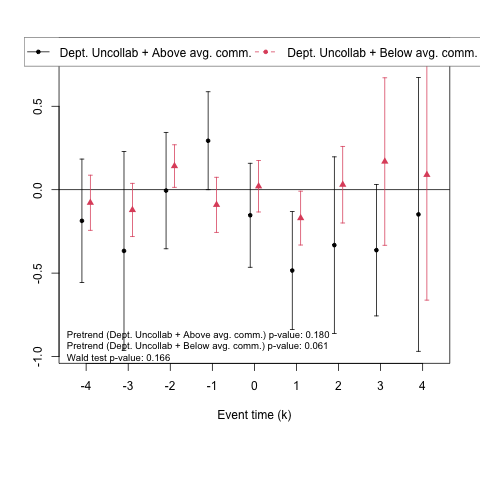 Dept. Uncollab + Above avg. comm. Dept. Uncollab + Below avg. comm.
0.5
0.0
-0.5
-1.0
Pretrend (Dept. Uncollab + Above avg. comm.) p-value: 0.180
Pretrend (Dept. Uncollab + Below avg. comm.) p-value: 0.061
Wald test p-value: 0.166
-4 -3 -2 -1 0 1 2 3 4
Event time (k)